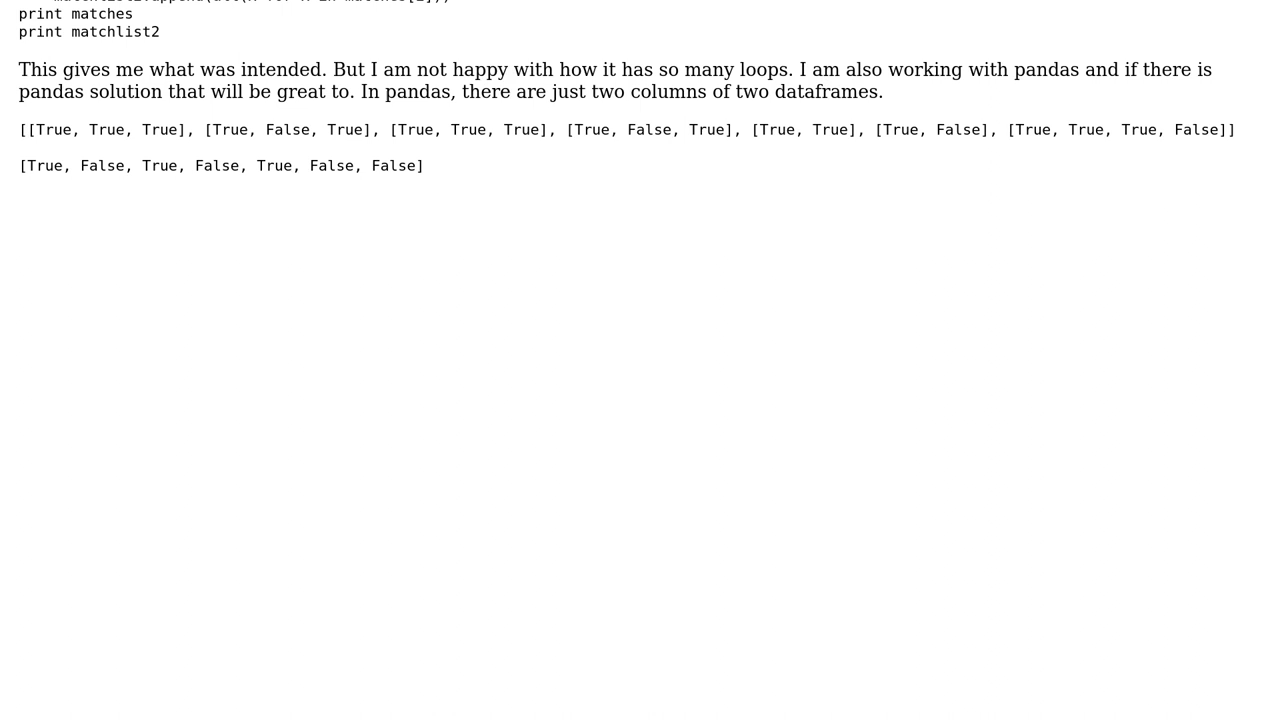 print matches
print matchlist2
This gives me what was intended. But I am not happy with how it has so many loops. I am also working with pandas and if there is
pandas solution that will be great to. In pandas, there are just two columns of two dataframes.
[[True, True, True], [True, False, True], [True, True, True], [True, False, True], [True, True], [True, False], [True, True, True, False]]
[True, False, True, False, True, False, False]